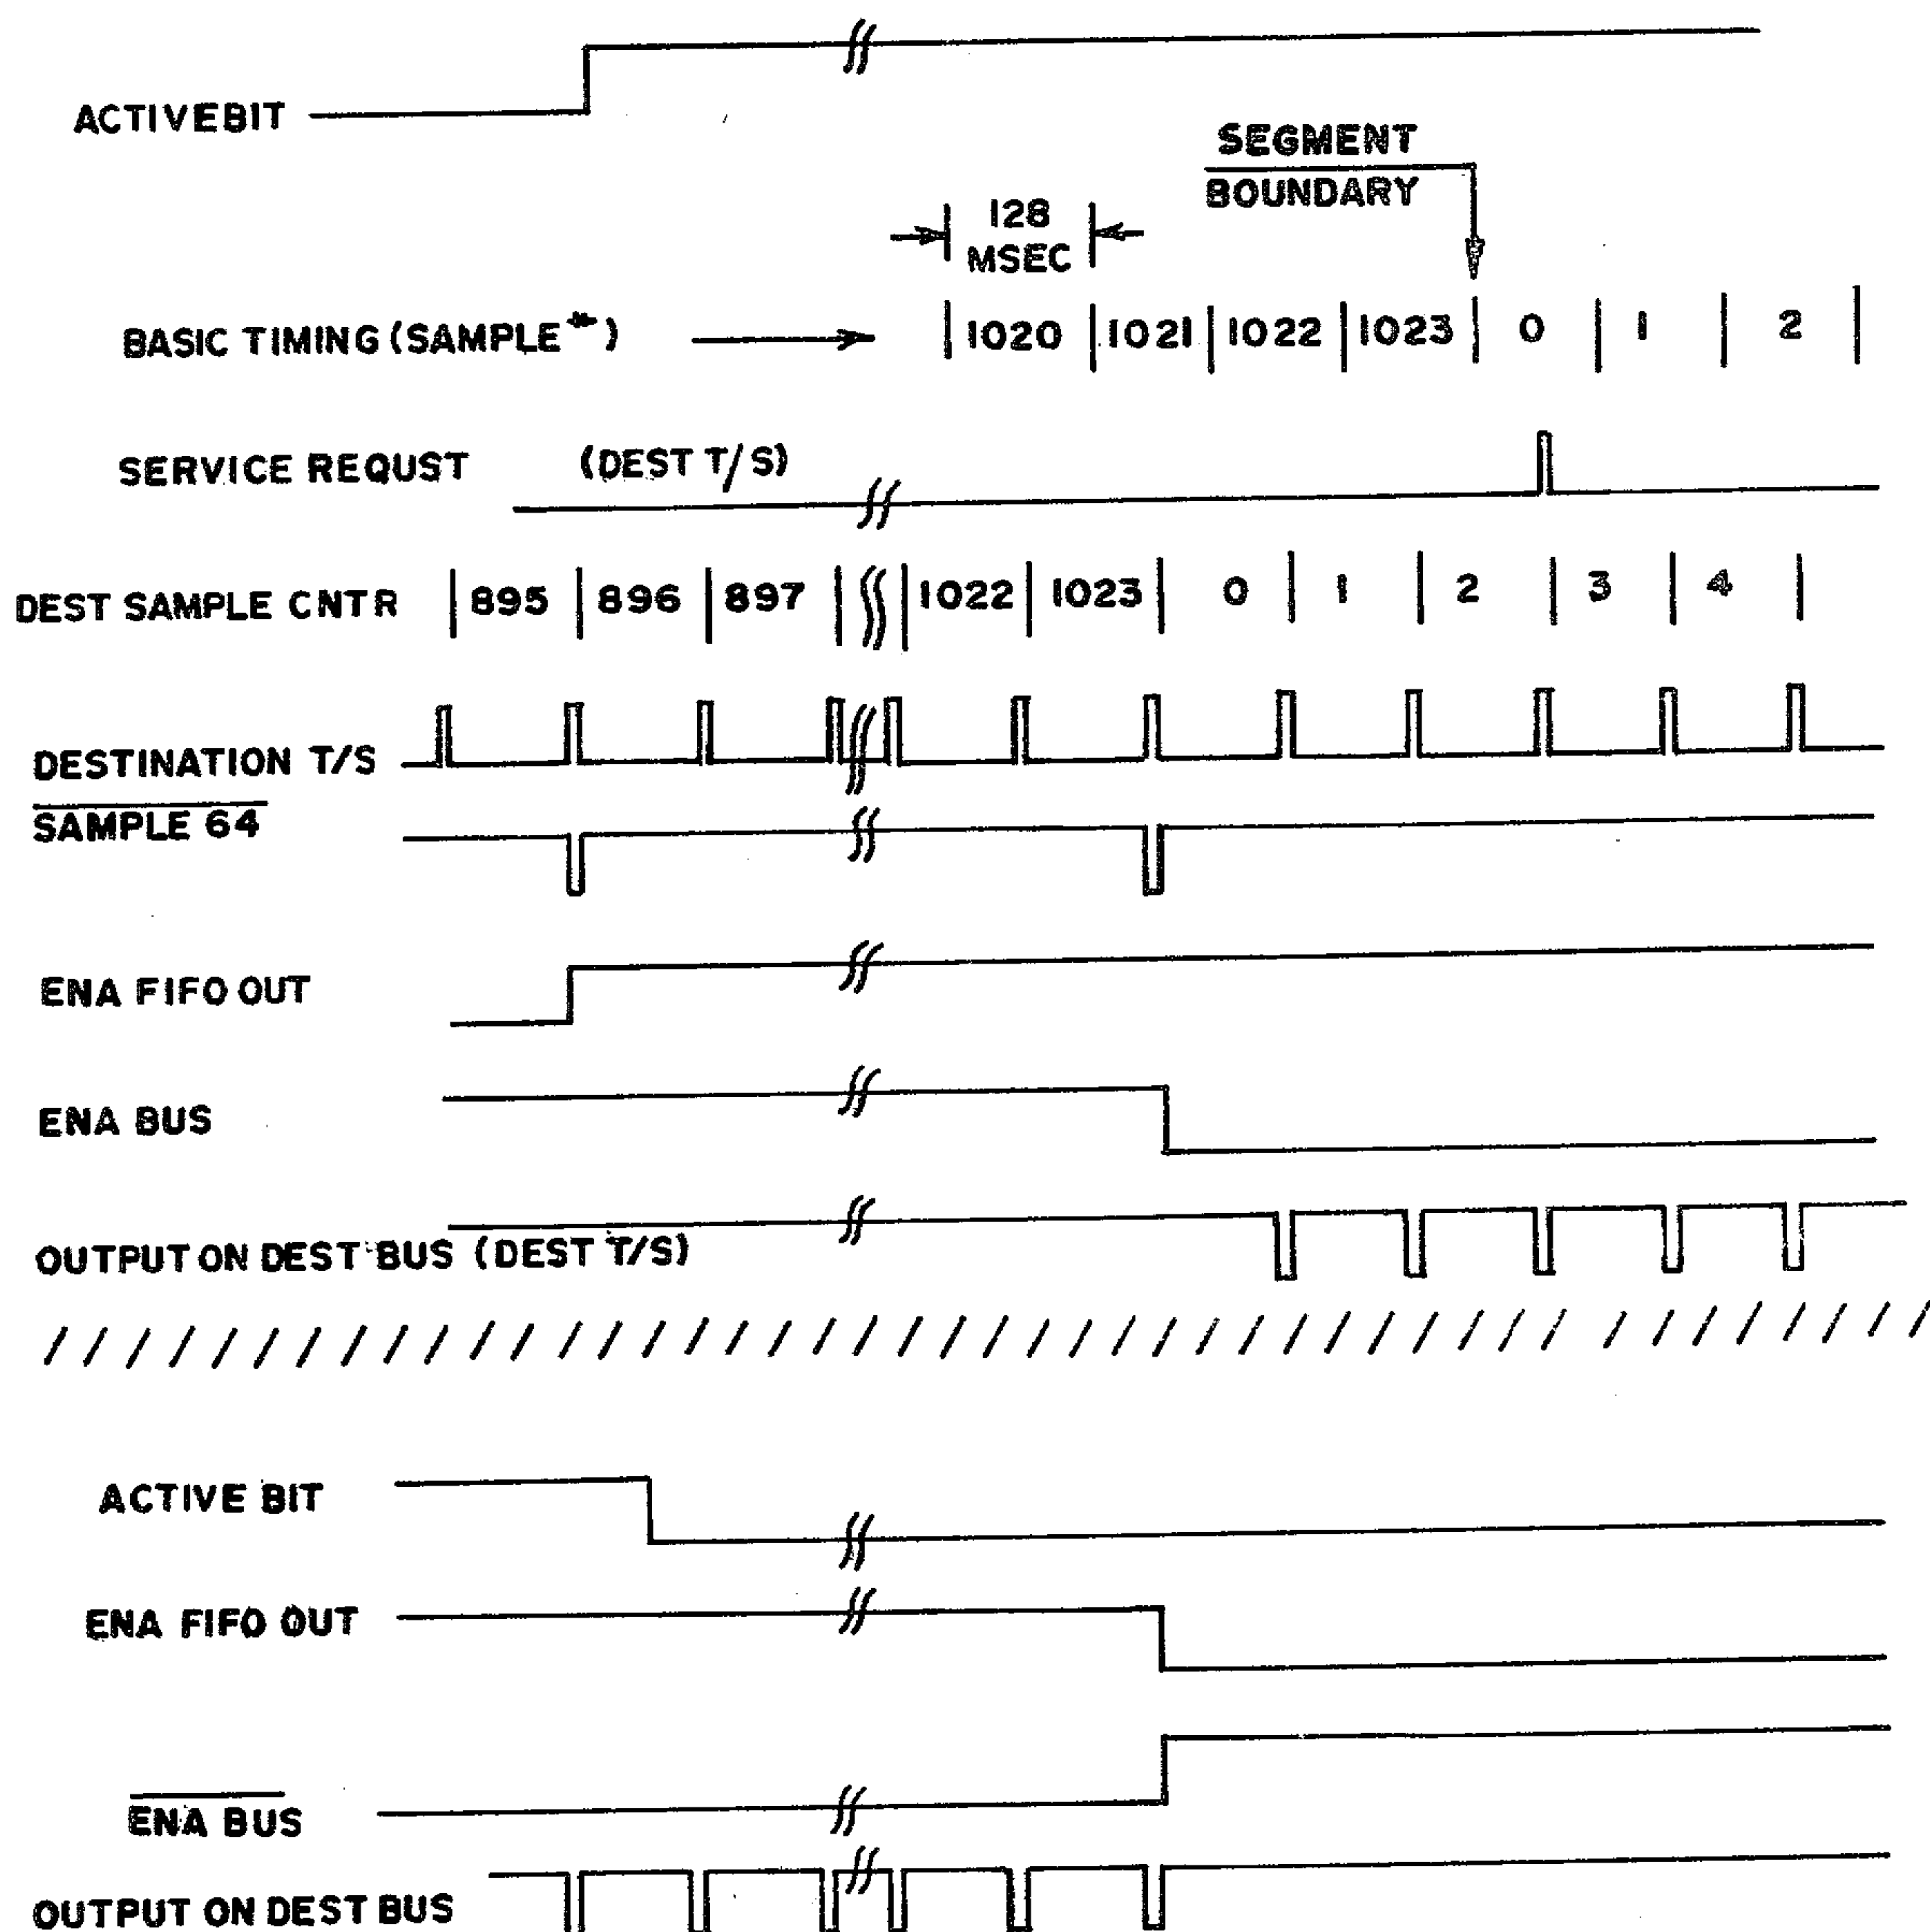 ACTIVEBIT
SEGMENT
BOUNDARY
128
MSEC
BASIC TIMING (SAMPLE #) 1020 1021 1022 1023 0 1 2
SERVICE REQUST (DEST T/S)
DEST SAMPLE CNTR 895 896 897 1022 1023 0 1 2 3 4
DESTINATION T/S
SAMPLE 64
ENA FIFO OUT
ENA BUS
OUTPUT ON DEST BUS (DEST T/S)
ACTIVE BIT
ENA FIFO OUT
ENA BUS
OUTPUT ON DEST BUS